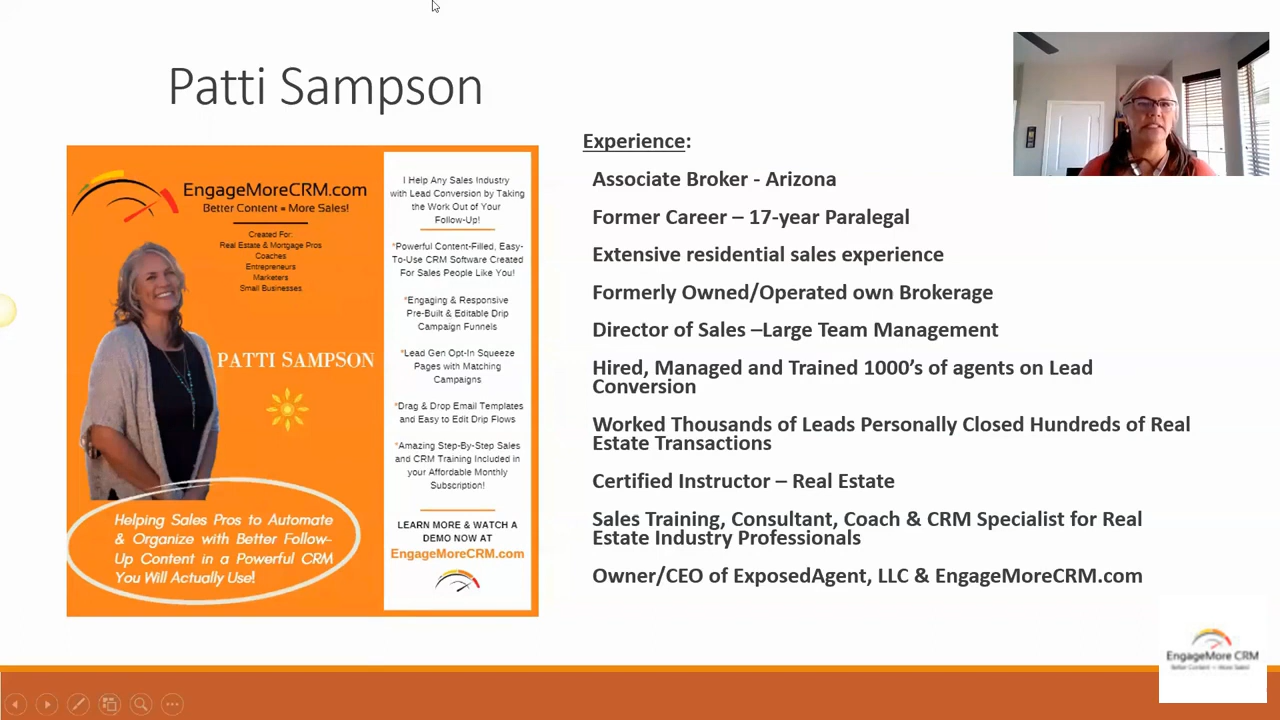 Patti Sampson
EngageMoreCRM.com
Better Content = More Sales!
Created For:
Real Estate & Mortgage Pros
Coaches
Entrepreneurs
Marketers
Small Businesses
PATTI SAMPSON
Helping Sales Pros to Automate
& Organize with Better Follow-
Up Content in a Powerful CRM
You Will Actually Use!
I Help Any Sales Industry
with Lead Conversion by Taking
the Work Out of Your
Follow-Up!
*Powerful Content-Filled, Easy-
To-Use CRM Software Created
For Sales People Like You!
*Engaging & Responsive
Pre-Built & Editable Drip
Campaign Funnels
*Lead Gen Opt-In Squeeze
Pages with Matching
Campaigns
*Drag & Drop Email Templates
and Easy to Edit Drip Flows
*Amazing Step-By-Step Sales
and CRM Training Included in
your Affordable Monthly
Subscription!
LEARN MORE & WATCH A
DEMO NOW AT
EngageMoreCRM.com
Experience:
Associate Broker - Arizona
Former Career – 17-year Paralegal
Extensive residential sales experience
Formerly Owned/Operated own Brokerage
Director of Sales –Large Team Management
Hired, Managed and Trained 1000’s of agents on Lead
Conversion
Worked Thousands of Leads Personally Closed Hundreds of Real
Estate Transactions
Certified Instructor – Real Estate
Sales Training, Consultant, Coach & CRM Specialist for Real
Estate Industry Professionals
Owner/CEO of ExposedAgent, LLC & EngageMoreCRM.com
EngageMore CRM
Better Content = More Sales!